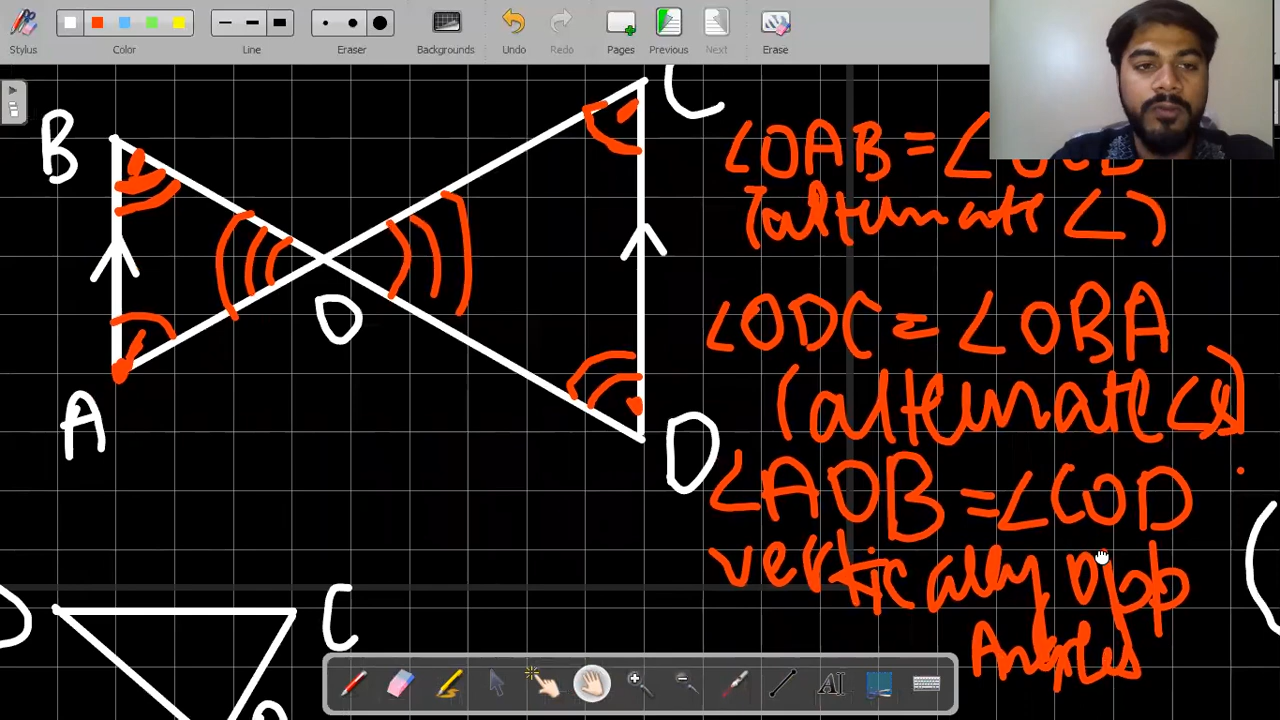 Stylus
Color
Line
Eraser
Backgrounds
Undo
Redo
Pages
Previous
Next
Erase
B
C
O
A
D
∠OAB = ∠OCD
(alternate ∠)
∠ODC = ∠OBA
(alternate ∠s)
∠AOB = ∠COD
vertically opp
Angles
C